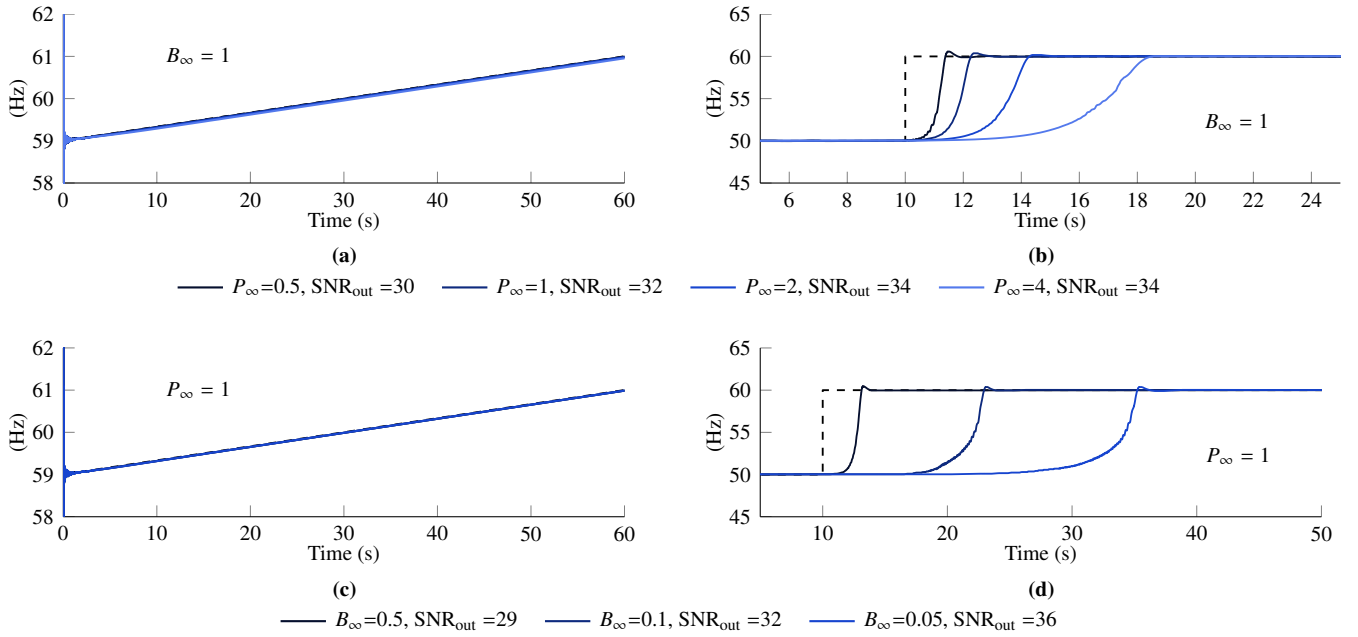 62
61
60
59
58
(Hz)
B∞ = 1
0 10 20 30 40 50 60
Time (s)
(a)
65
60
55
50
45
(Hz)
B∞ = 1
6 8 10 12 14 16 18 20 22 24
Time (s)
(b)
P∞=0.5, SNRout =30 P∞=1, SNRout =32 P∞=2, SNRout =34 P∞=4, SNRout =34
62
61
60
59
58
(Hz)
P∞ = 1
0 10 20 30 40 50 60
Time (s)
(c)
65
60
55
50
45
(Hz)
P∞ = 1
10 20 30 40 50
Time (s)
(d)
B∞=0.5, SNRout =29 B∞=0.1, SNRout =32 B∞=0.05, SNRout =36